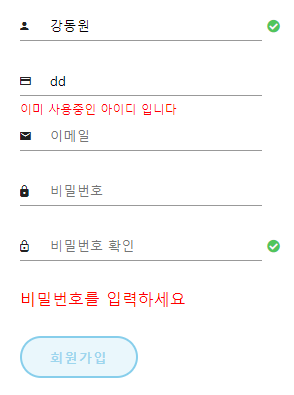 강동원
dd
이미 사용중인 아이디 입니다
이메일
비밀번호
비밀번호 확인
비밀번호를 입력하세요
회원가입